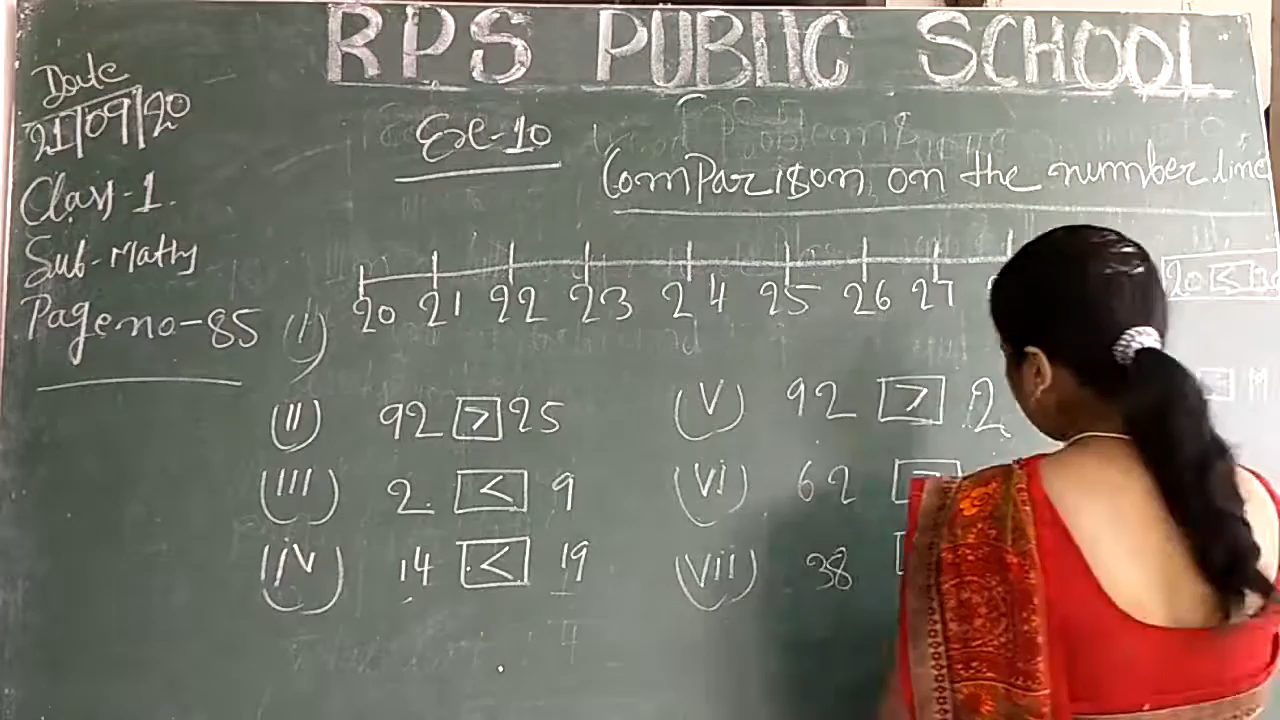 RPS PUBLIC SCHOOL
Date
21/09/20
Class-1.
Sub-Maths
Page no-85
Ex-10
Comparison on the number line
(I) 20 21 22 23 24 25 26 27
20 <
(II) 92 > 25
(III) 2 < 9
(IV) 14 < 19
(V) 92 > 2
(VI) 62
(VII) 38